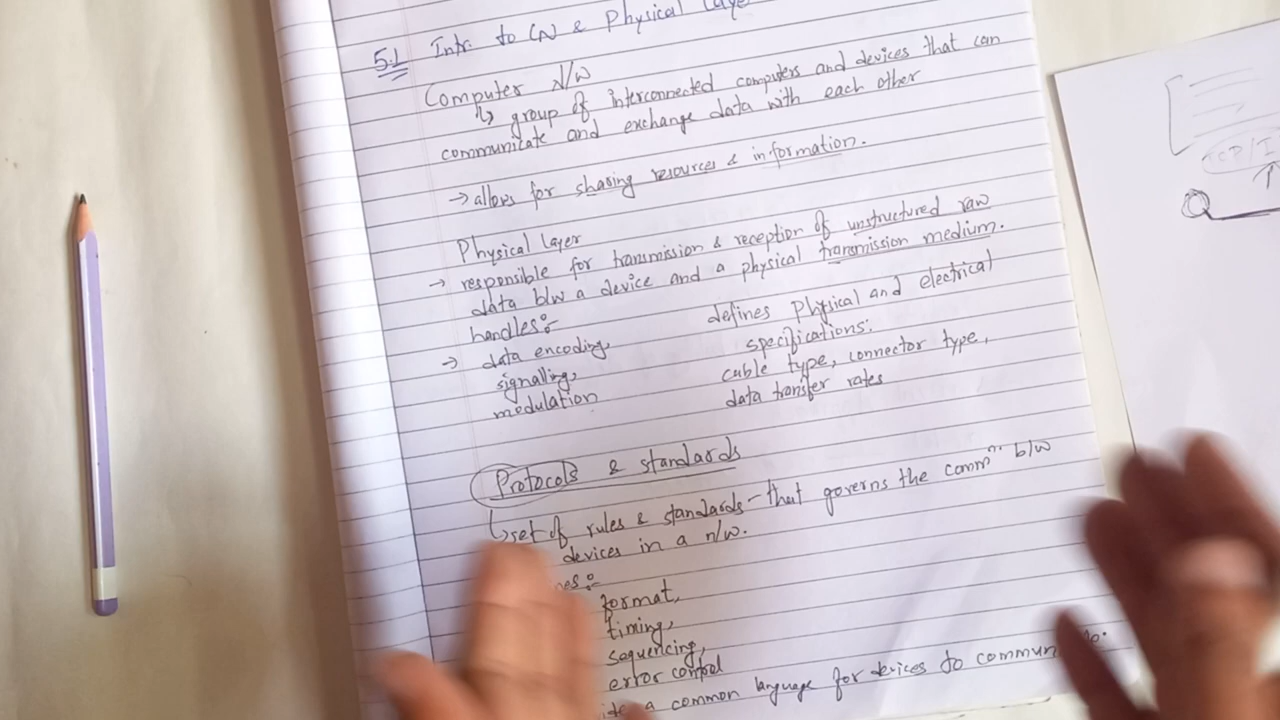 5.1 Intr. to CN & Physical Laye
Computer N/W
↳ group of interconnected computers and devices that can
communicate and exchange data with each other
→ allows for sharing resources & information.
Physical Layer
→ responsible for transmission & reception of unstructured raw
data b/w a device and a physical transmission medium.
handles:-
→ data encoding,
signalling,
modulation
defines physical and electrical
specifications:
cable type, connector type,
data transfer rates
Protocols & standards
↳ set of rules & standards - that governs the commn b/w
devices in a n/w.
format,
timing,
sequencing,
error control
a common language for devices to
TCP/I